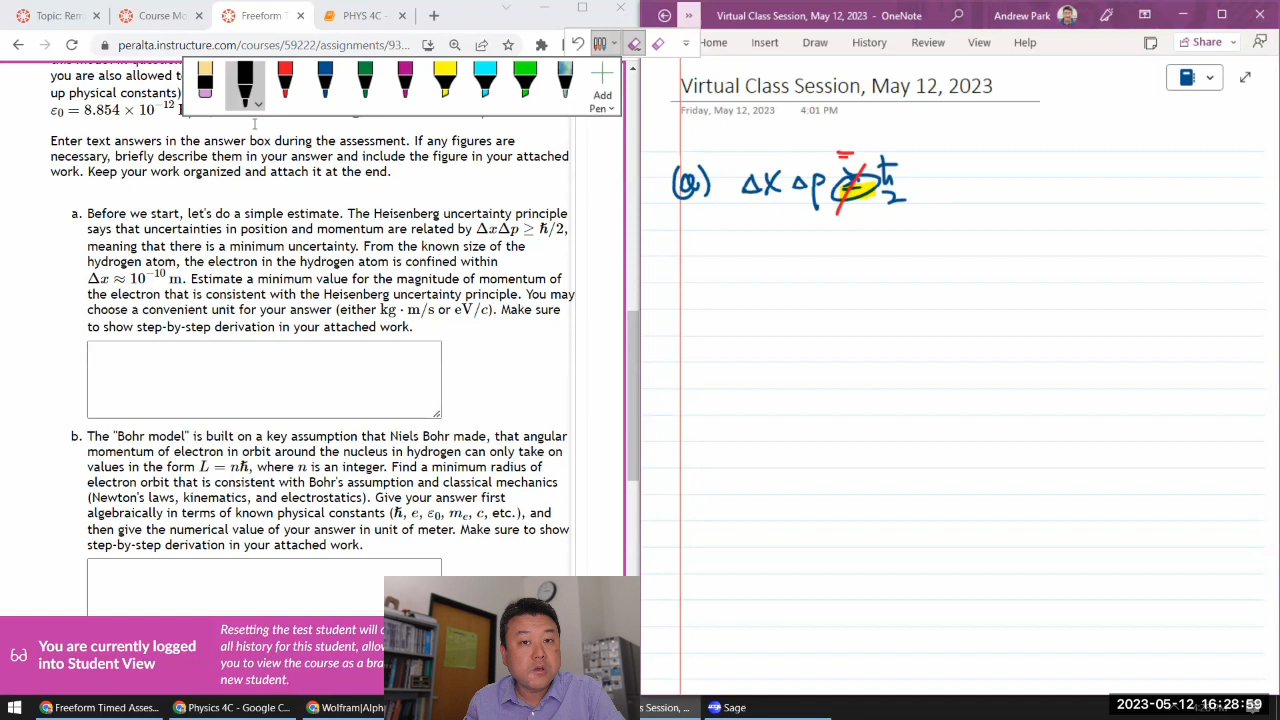 Topic Rem
Course Mo
Freeform T
PHYS 4C -
Virtual Class Session, May 12, 2023 - OneNote
Andrew Park
peralta.instructure.com/courses/59222/assignments/93...
Home Insert Draw History Review View Help
Share
you are also allowed t
up physical constants)
ε₀ = 8.854 × 10⁻¹²
Add
Pen
Enter text answers in the answer box during the assessment. If any figures are
necessary, briefly describe them in your answer and include the figure in your attached
work. Keep your work organized and attach it at the end.
a. Before we start, let's do a simple estimate. The Heisenberg uncertainty principle
says that uncertainties in position and momentum are related by ΔxΔp ≥ ℏ/2,
meaning that there is a minimum uncertainty. From the known size of the
hydrogen atom, the electron in the hydrogen atom is confined within
Δx ≈ 10⁻¹⁰ m. Estimate a minimum value for the magnitude of momentum of
the electron that is consistent with the Heisenberg uncertainty principle. You may
choose a convenient unit for your answer (either kg · m/s or eV/c). Make sure
to show step-by-step derivation in your attached work.
b. The "Bohr model" is built on a key assumption that Niels Bohr made, that angular
momentum of electron in orbit around the nucleus in hydrogen can only take on
values in the form L = nℏ, where n is an integer. Find a minimum radius of
electron orbit that is consistent with Bohr's assumption and classical mechanics
(Newton's laws, kinematics, and electrostatics). Give your answer first
algebraically in terms of known physical constants (ℏ, e, ε₀, mₑ, c, etc.), and
then give the numerical value of your answer in unit of meter. Make sure to show
step-by-step derivation in your attached work.
You are currently logged
into Student View
Resetting the test student will c
all history for this student, allow
you to view the course as a bra
new student.
Virtual Class Session, May 12, 2023
Friday, May 12, 2023 4:01 PM
(a) Δx Δp = ℏ/2
Freeform Timed Asses...
Physics 4C - Google C...
Wolfram|Alph
Session, ...
Sage
2023-05-12 16:28:59